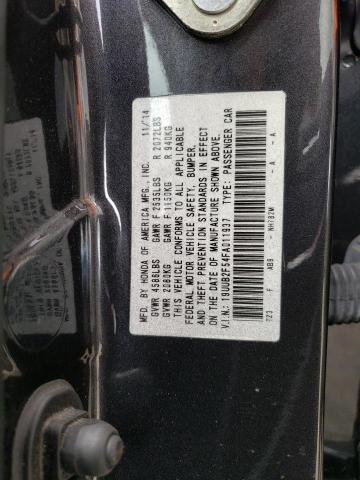 MFD. BY HONDA OF AMERICA MFG., INC. 11/14
GVWR 4586LBS GAWR F 2535LBS R 2072LBS
GVWR 2080KG GAWR F 1150KG R 940KG
THIS VEHICLE CONFORMS TO ALL APPLICABLE
FEDERAL MOTOR VEHICLE SAFETY, BUMPER,
AND THEFT PREVENTION STANDARDS IN EFFECT
ON THE DATE OF MANUFACTURE SHOWN ABOVE.
V.I.N.: 19UUB2F54FA011937 TYPE: PASSENGER CAR
TZ3 F AB9 - NH782M - A - A